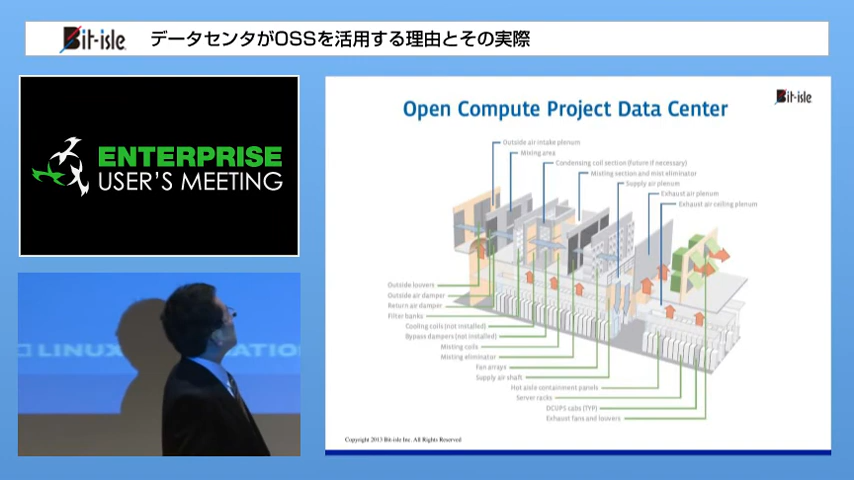 Bit-isle データセンタがOSSを活用する理由とその実際
ENTERPRISE
USER'S MEETING
LINUX
ATIO
Bit-isle
Open Compute Project Data Center
Outside air intake plenum
Mixing area
Condensing coil section (future if necessary)
Misting section and mist eliminator
Supply air plenum
Exhaust air plenum
Exhaust air ceiling plenum
Outside louvers
Outside air damper
Return air damper
Filter banks
Cooling coils (not installed)
Bypass dampers (not installed)
Misting coils
Misting eliminator
Fan arrays
Supply air shaft
Hot aisle containment panels
Server racks
DCUPS cabs (TYP)
Exhaust fans and louvers
Copyright 2013 Bit-isle Inc. All Rights Reserved